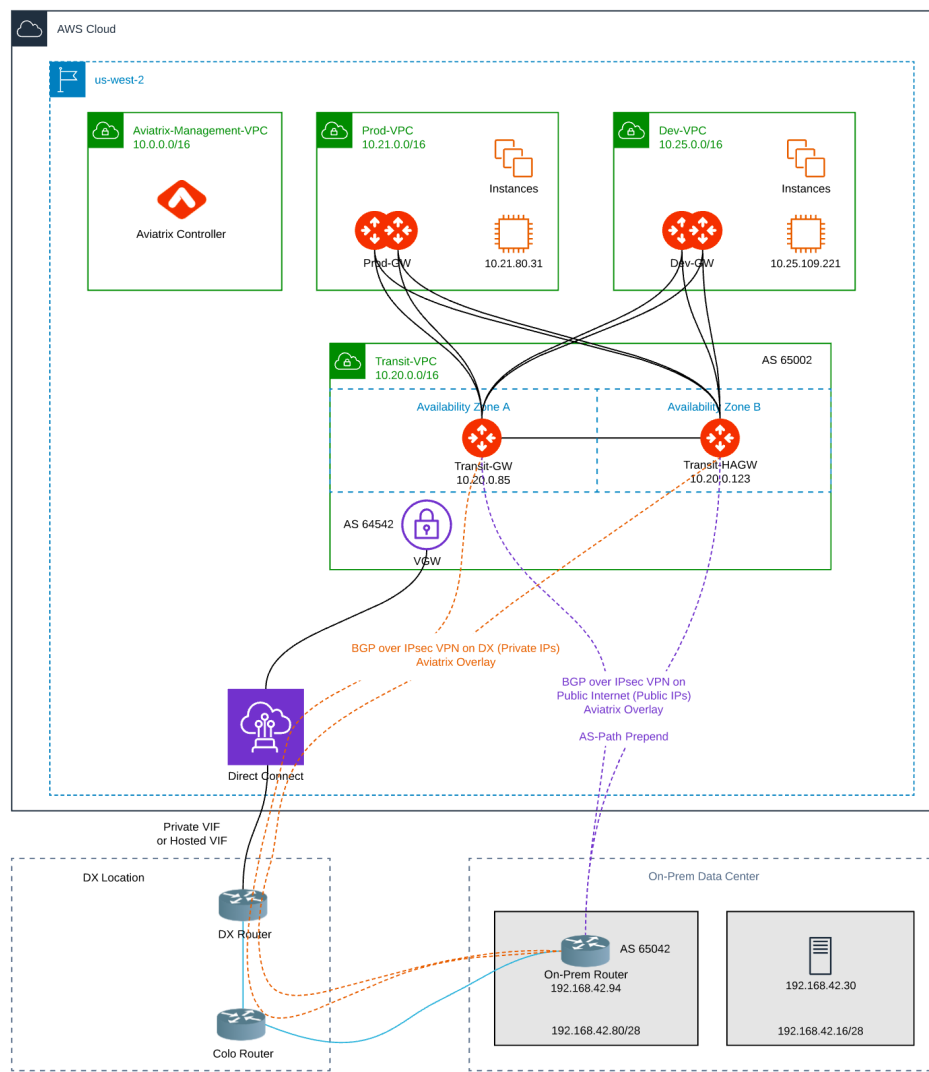 AWS Cloud
us-west-2
Aviatrix-Management-VPC
10.0.0.0/16
Aviatrix Controller
Prod-VPC
10.21.0.0/16
Instances
Prod-GW
10.21.80.31
Dev-VPC
10.25.0.0/16
Instances
Dev-GW
10.25.109.221
Transit-VPC
10.20.0.0/16
AS 65002
Availability Zone A
Availability Zone B
Transit-GW
10.20.0.85
Transit-HAGW
10.20.0.123
AS 64542
VGW
BGP over IPsec VPN on DX (Private IPs)
Aviatrix Overlay
BGP over IPsec VPN on
Public Internet (Public IPs)
Aviatrix Overlay
AS-Path Prepend
Direct Connect
Private VIF
or Hosted VIF
DX Location
DX Router
Colo Router
On-Prem Data Center
AS 65042
On-Prem Router
192.168.42.94
192.168.42.80/28
192.168.42.30
192.168.42.16/28